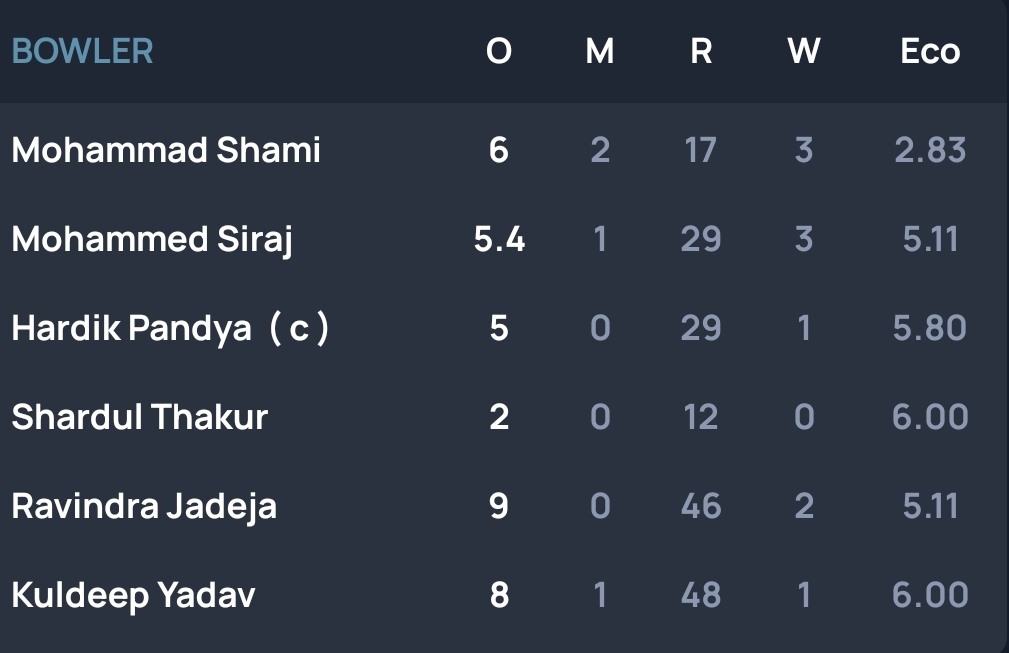 BOWLER O M R W Eco
Mohammad Shami 6 2 17 3 2.83
Mohammed Siraj 5.4 1 29 3 5.11
Hardik Pandya ( c ) 5 0 29 1 5.80
Shardul Thakur 2 0 12 0 6.00
Ravindra Jadeja 9 0 46 2 5.11
Kuldeep Yadav 8 1 48 1 6.00